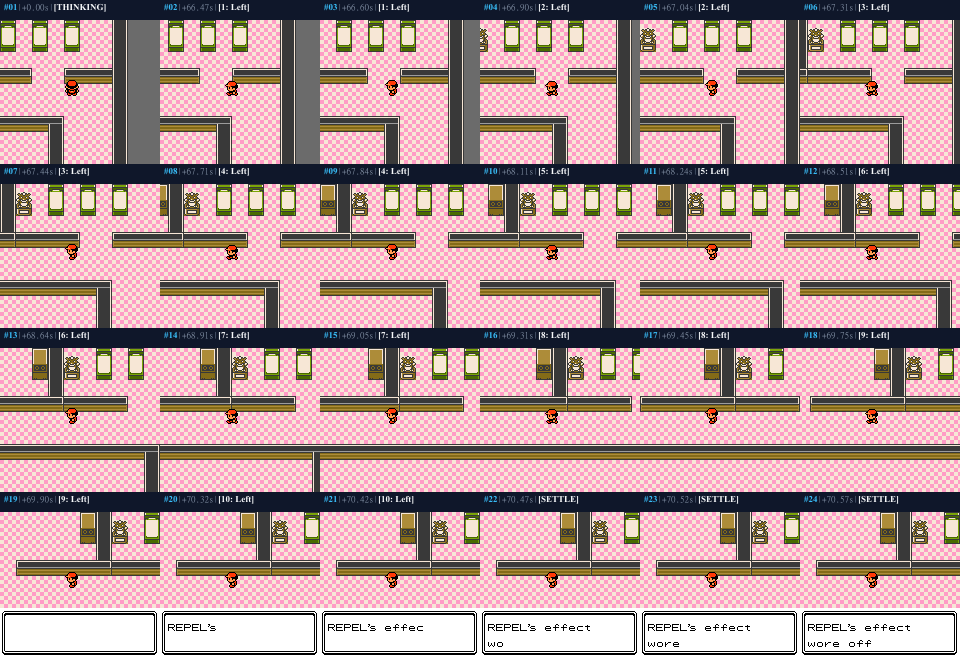 #01|+0.00s|[THINKING]
#02|+66.47s|[1: Left]
#03|+66.60s|[1: Left]
#04|+66.90s|[2: Left]
#05|+67.04s|[2: Left]
#06|+67.31s|[3: Left]
#07|+67.44s|[3: Left]
#08|+67.71s|[4: Left]
#09|+67.84s|[4: Left]
#10|+68.11s|[5: Left]
#11|+68.24s|[5: Left]
#12|+68.51s|[6: Left]
#13|+68.64s|[6: Left]
#14|+68.91s|[7: Left]
#15|+69.05s|[7: Left]
#16|+69.31s|[8: Left]
#17|+69.45s|[8: Left]
#18|+69.75s|[9: Left]
#19|+69.90s|[9: Left]
#20|+70.32s|[10: Left]
#21|+70.42s|[10: Left]
#22|+70.47s|[SETTLE]
#23|+70.52s|[SETTLE]
#24|+70.57s|[SETTLE]
REPEL's
REPEL's effec
REPEL's effect
wo
REPEL's effect
wore
REPEL's effect
wore off